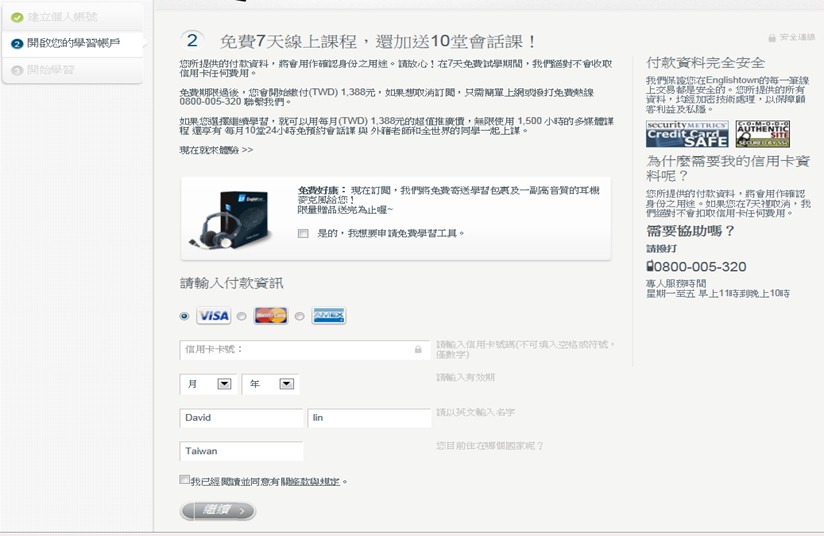 建立個人帳號
2 開啟您的學習帳戶
3 開始學習
2 免費7天線上課程，還加送10堂會話課！
安全連線
您所提供的付款資料，將會用作確認身份之用途。請放心！在7天免費試學期間，我們絕對不會收取
信用卡任何費用。
免費期限過後，您會開始繳付(TWD) 1,388元，如果想取消訂閱，只需簡單上網或撥打免費熱線
0800-005-320 聯繫我們。
如果您選擇繼續學習，就可以用每月(TWD) 1,388元的超值推廣價，無限使用 1,500 小時的多媒體課
程 還享有 每月10堂24小時免預約會話課 與 外籍老師和全世界的同學一起上課。
現在就來體驗 >>
免費好康： 現在訂閱，我們將免費寄送學習包裹及一副高音質的耳機
麥克風給您！
限量贈品送完為止喔~
是的，我想要申請免費學習工具。
請輸入付款資訊
VISA
MasterCard
AMEX
信用卡卡號：
請輸入信用卡號碼(不可填入空格或符號，
僅數字)
月 年
請輸入有效期
David lin
請以英文輸入名字
Taiwan
您目前住在哪個國家呢？
我已經閱讀並同意有關條款與規定。
繼續
付款資料完全安全
我們保證您在Englishtown的每一筆線
上交易都是安全的。您所提供的所有
資料，均經加密技術處理，以保障顧
客利益及私隱。
securityMETRICS
Credit Card
SAFE
COMODO
AUTHENTIC
SITE
為什麼需要我的信用卡資
料呢？
您所提供的付款資料，將會用作確認
身份之用途。如果您在7天裡取消，我
們絕對不會扣取信用卡任何費用。
需要協助嗎？
請撥打
0800-005-320
專人服務時間
星期一至五 早上11時到晚上10時